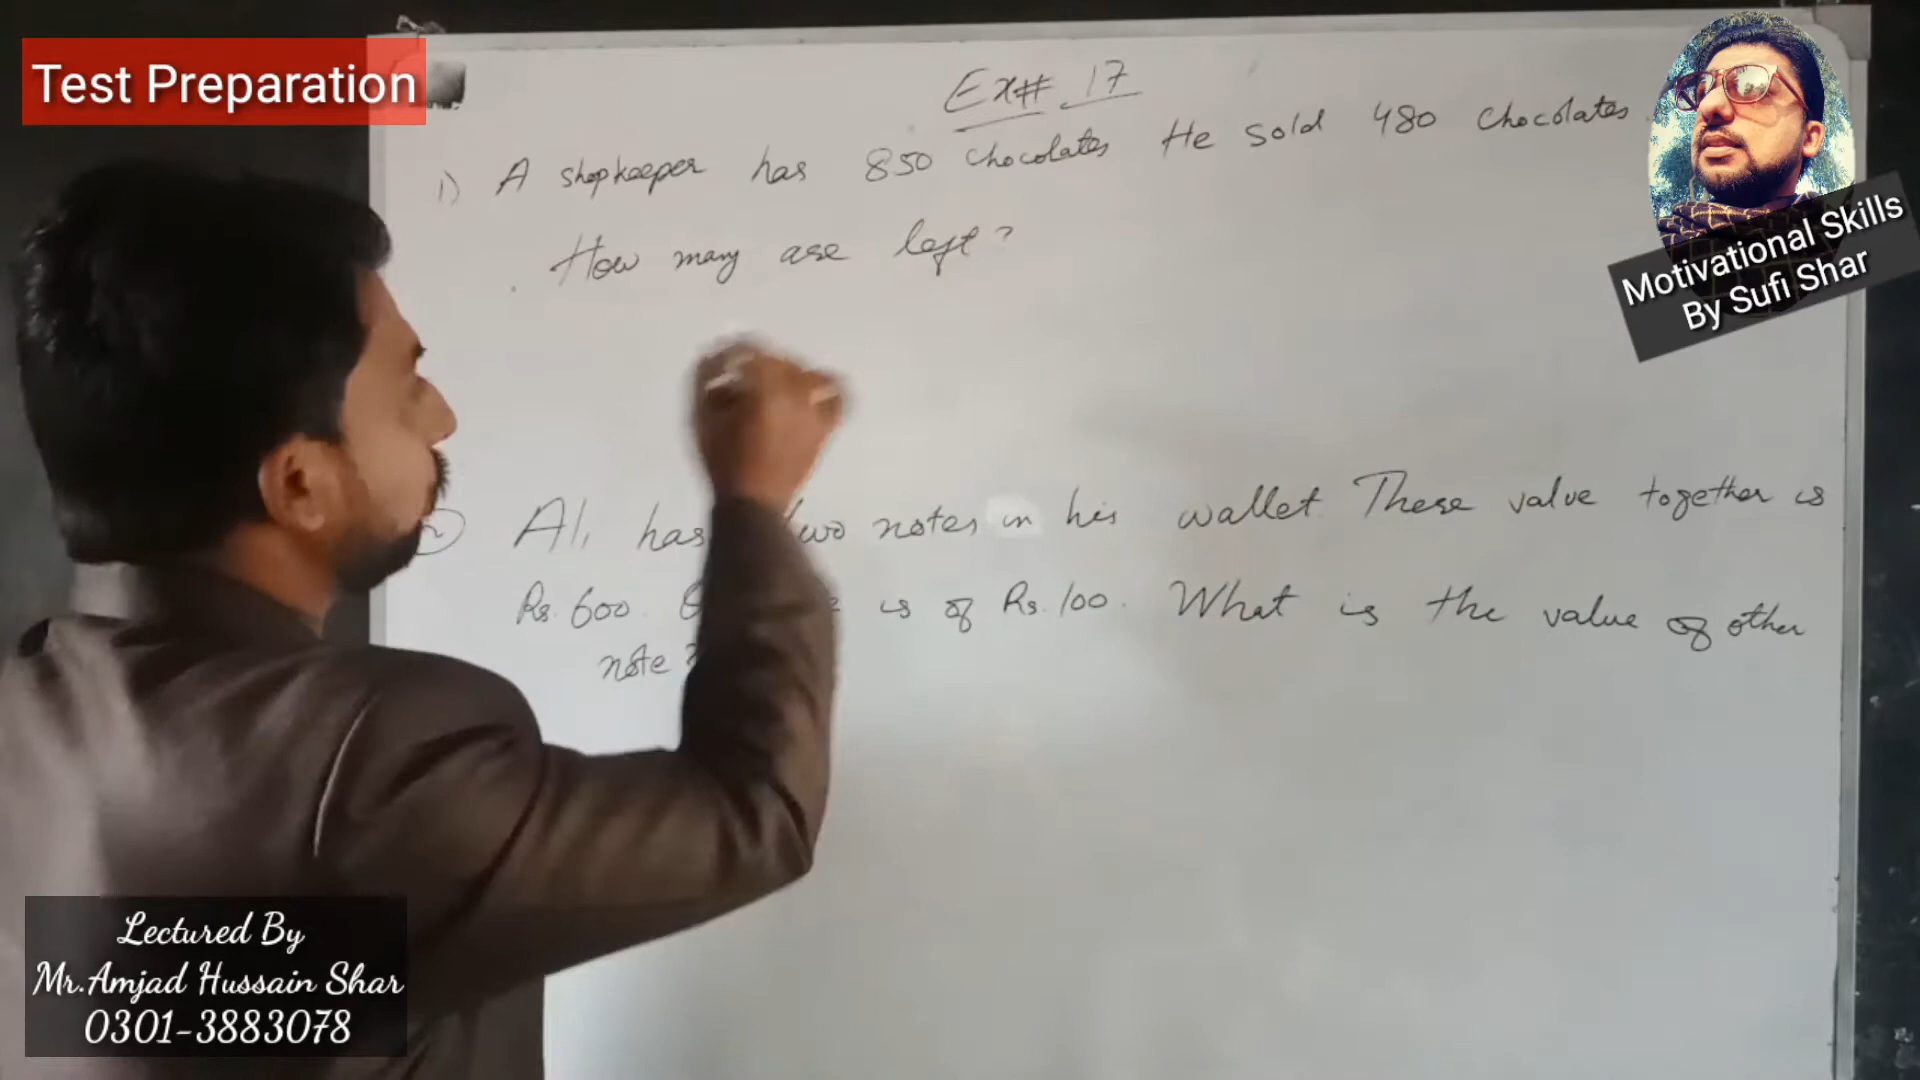 Test Preparation
Ex# 17
1) A shopkeeper has 850 chocolates He sold 480 chocolates
How many are left?
Motivational Skills
By Sufi Shar
Ali has two notes in his wallet. These value together is
Rs. 600. is of Rs. 100. What is the value of other
note
Lectured By
Mr.Amjad Hussain Shar
0301-3883078